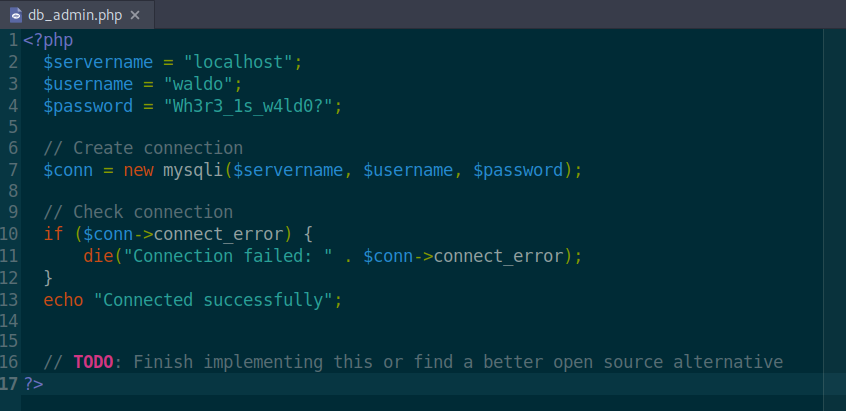 db_admin.php ×
1 <?php
2   $servername = "localhost";
3   $username = "waldo";
4   $password = "Wh3r3_1s_w4ld0?";
5
6   // Create connection
7   $conn = new mysqli($servername, $username, $password);
8
9   // Check connection
10   if ($conn->connect_error) {
11       die("Connection failed: " . $conn->connect_error);
12   }
13   echo "Connected successfully";
14
15
16   // TODO: Finish implementing this or find a better open source alternative
17 ?>